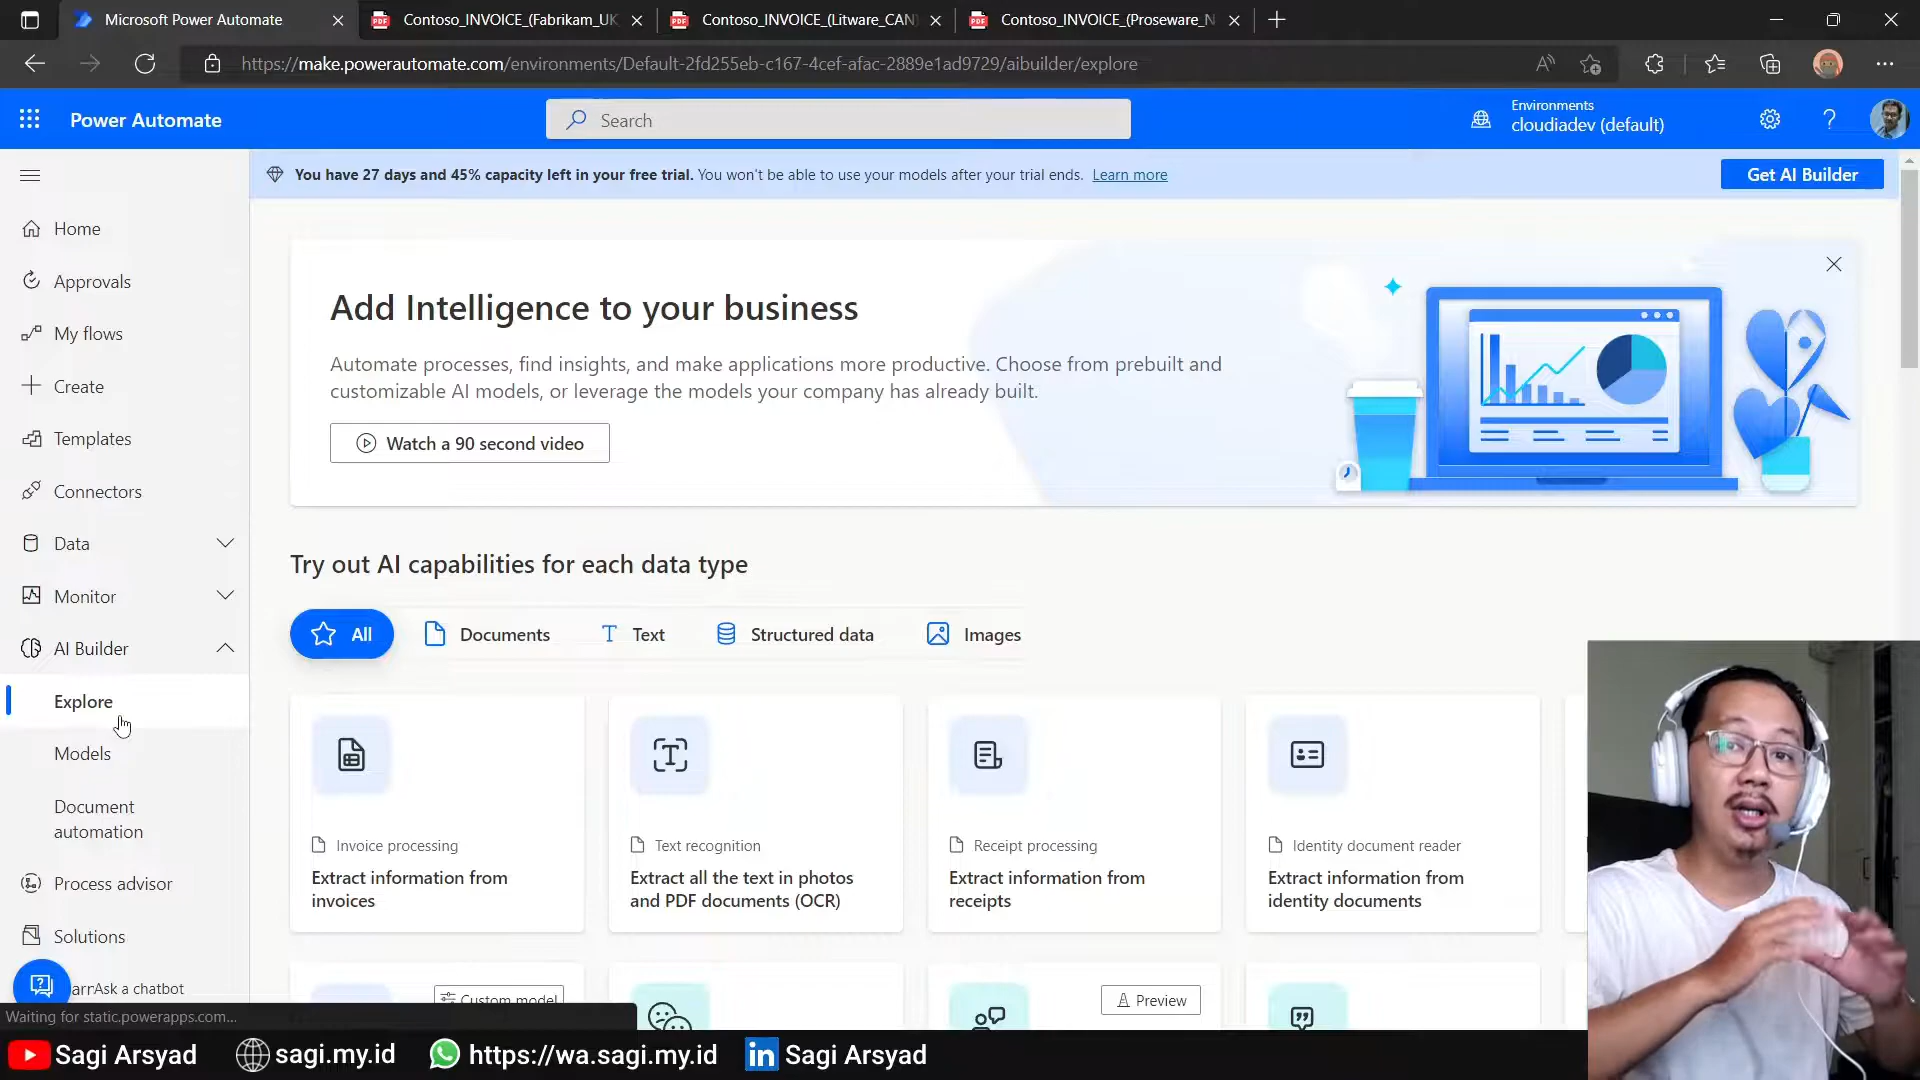 Microsoft Power Automate
Contoso_INVOICE_(Fabrikam_UK
Contoso_INVOICE_(Litware_CAN)
Contoso_INVOICE_(Proseware_N
https://make.powerautomate.com/environments/Default-2fd255eb-c167-4cef-afac-2889e1ad9729/aibuilder/explore
Power Automate
Search
Environments
cloudiadev (default)
You have 27 days and 45% capacity left in your free trial. You won't be able to use your models after your trial ends. Learn more
Get AI Builder
Home
Approvals
My flows
Create
Templates
Connectors
Data
Monitor
AI Builder
Explore
Models
Document
automation
Process advisor
Solutions
Ask a chatbot
Add Intelligence to your business
Automate processes, find insights, and make applications more productive. Choose from prebuilt and
customizable AI models, or leverage the models your company has already built.
Watch a 90 second video
Try out AI capabilities for each data type
All
Documents
Text
Structured data
Images
Invoice processing
Extract information from
invoices
Text recognition
Extract all the text in photos
and PDF documents (OCR)
Receipt processing
Extract information from
receipts
Identity document reader
Extract information from
identity documents
Custom model
Preview
Waiting for static.powerapps.com...
Sagi Arsyad
sagi.my.id
https://wa.sagi.my.id
in Sagi Arsyad